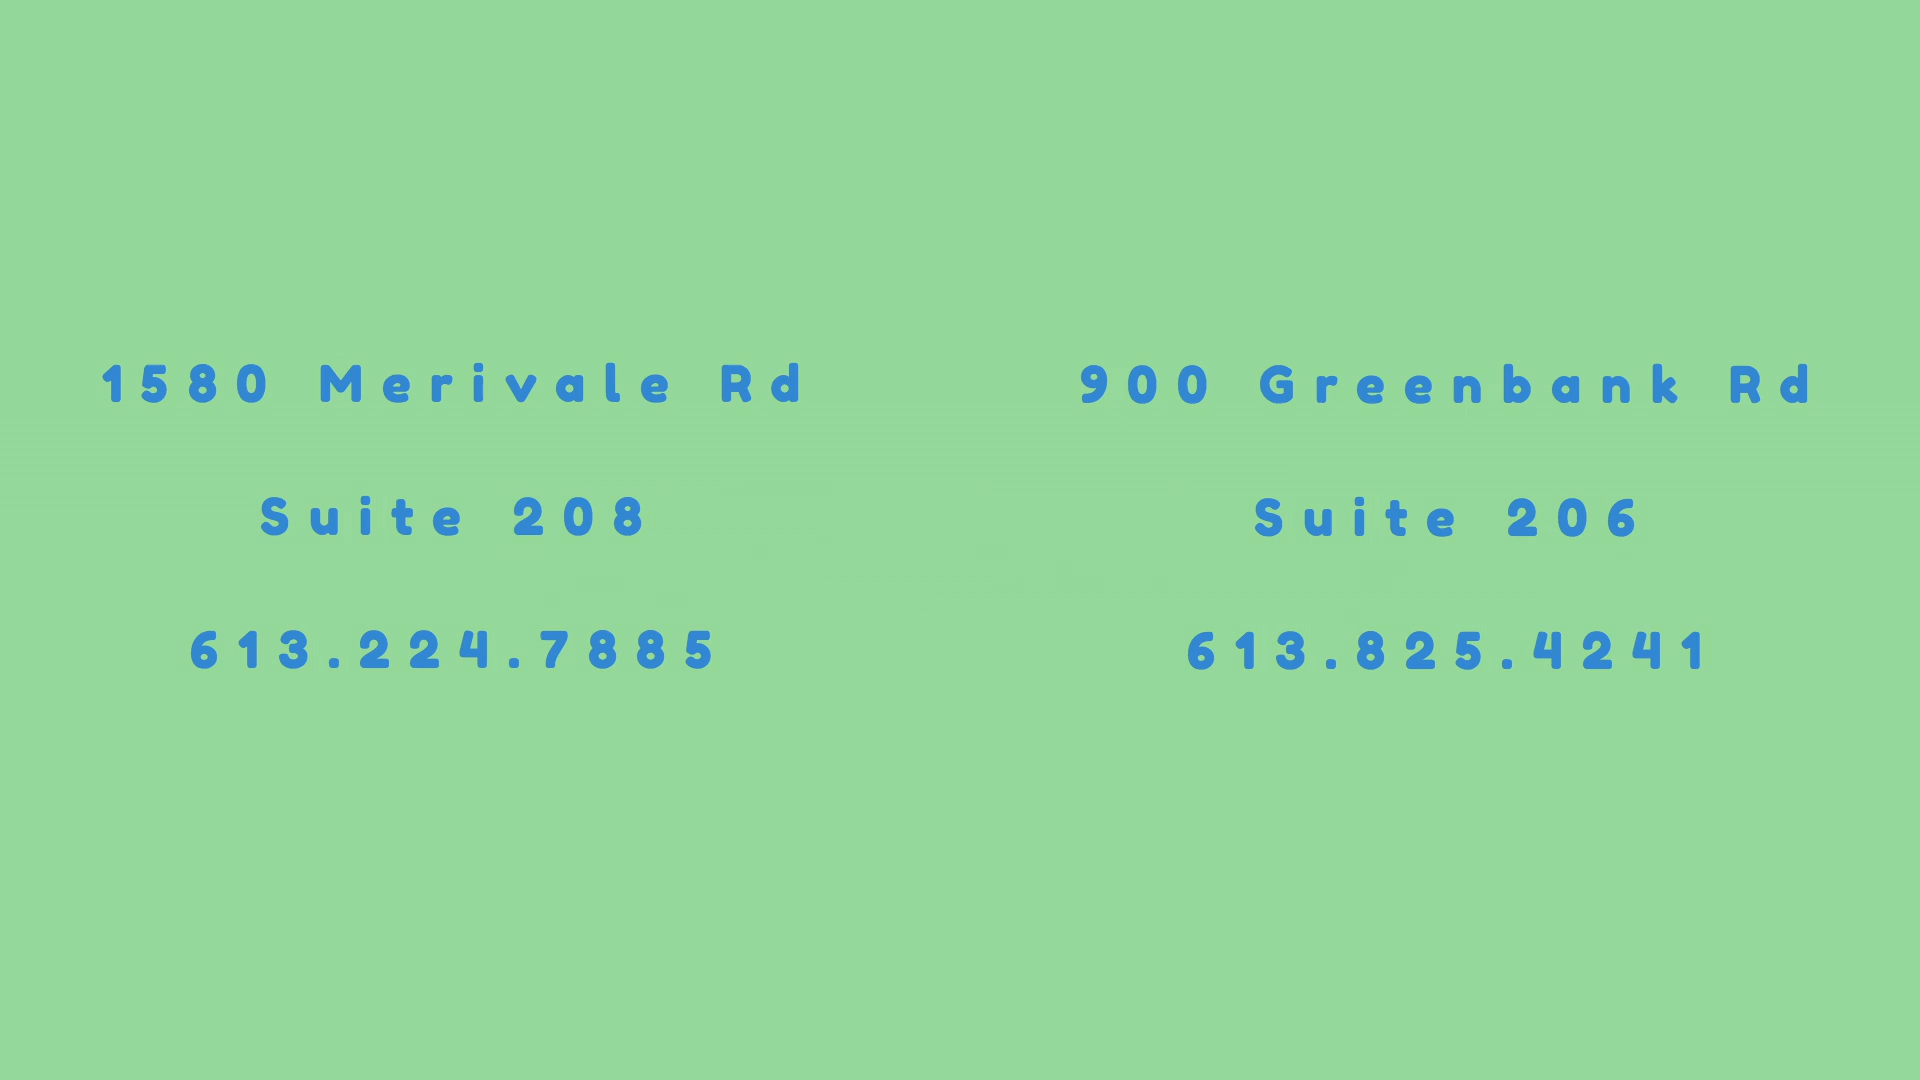 1580 Merivale Rd
Suite 208
613.224.7885
900 Greenbank Rd
Suite 206
613.825.4241